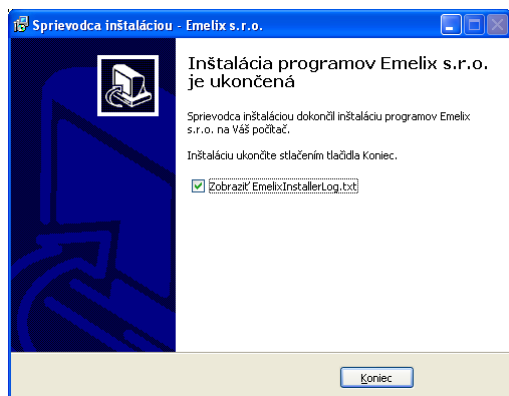 Sprievodca inštaláciou - Emelix s.r.o.
Inštalácia programov Emelix s.r.o.
je ukončená
Sprievodca inštaláciou dokončil inštaláciu programov Emelix
s.r.o. na Váš počítač.
Inštaláciu ukončite stlačením tlačidla Koniec.
Zobraziť EmelixInstallerLog.txt
Koniec